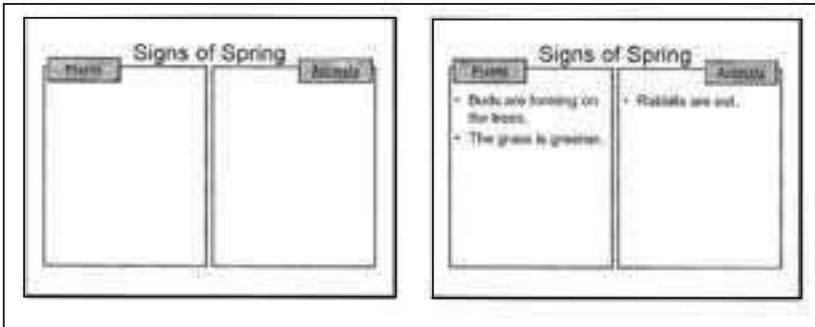 Signs of Spring
Plants
Animals
Signs of Spring
Plants
Animals
• Buds are forming on
the trees.
• The grass is greener.
• Rabbits are out.